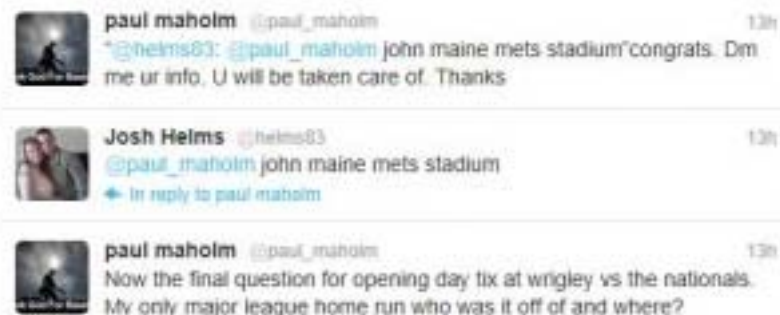 paul maholm @paul_maholm 13h
"@helms83: @paul_maholm john maine mets stadium"congrats. Dm
me ur info. U will be taken care of. Thanks
Josh Helms @helms83 13h
@paul_maholm john maine mets stadium
In reply to paul maholm
paul maholm @paul_maholm 13h
Now the final question for opening day tix at wrigley vs the nationals.
My only major league home run who was it off of and where?